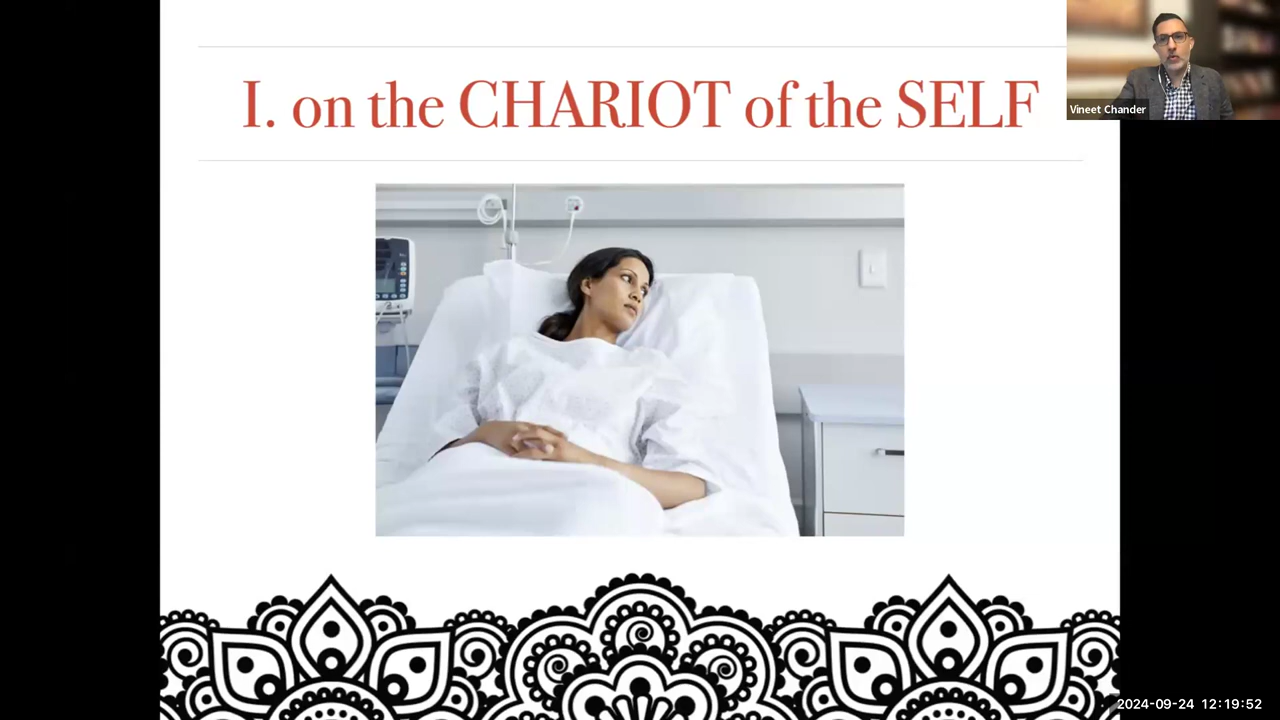 I. on the CHARIOT of the SELF
Vineet Chander
2024-09-24 12:19:52